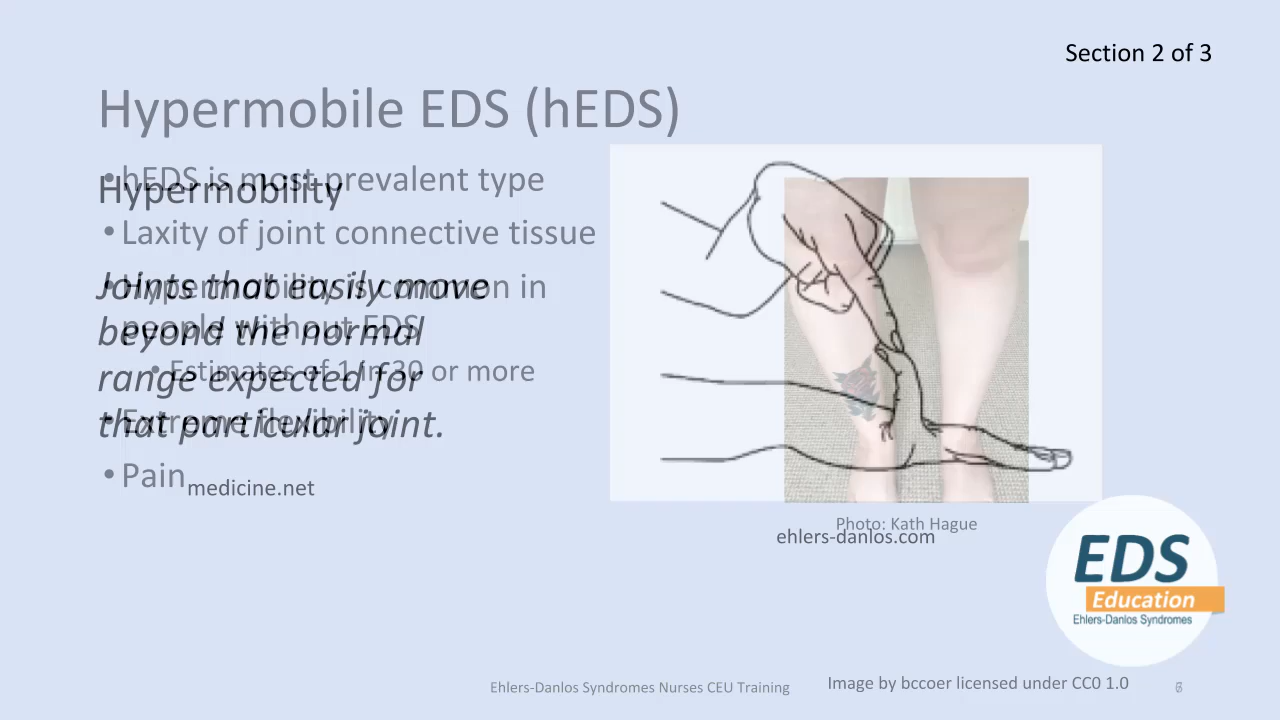 Section 2 of 3
Hypermobile EDS (hEDS)
• hEDS is most prevalent type
Hypermobility
• Laxity of joint connective tissue
• Hypermobility is common in
people without EDS
• Estimates of 1 in 30 or more
• Extreme flexibility
• Pain
Joints that easily move
beyond the normal
range expected for
that particular joint.
medicine.net
Photo: Kath Hague
ehlers-danlos.com
EDS
Education
Ehlers-Danlos Syndromes
Ehlers-Danlos Syndromes Nurses CEU Training
Image by bccoer licensed under CC0 1.0